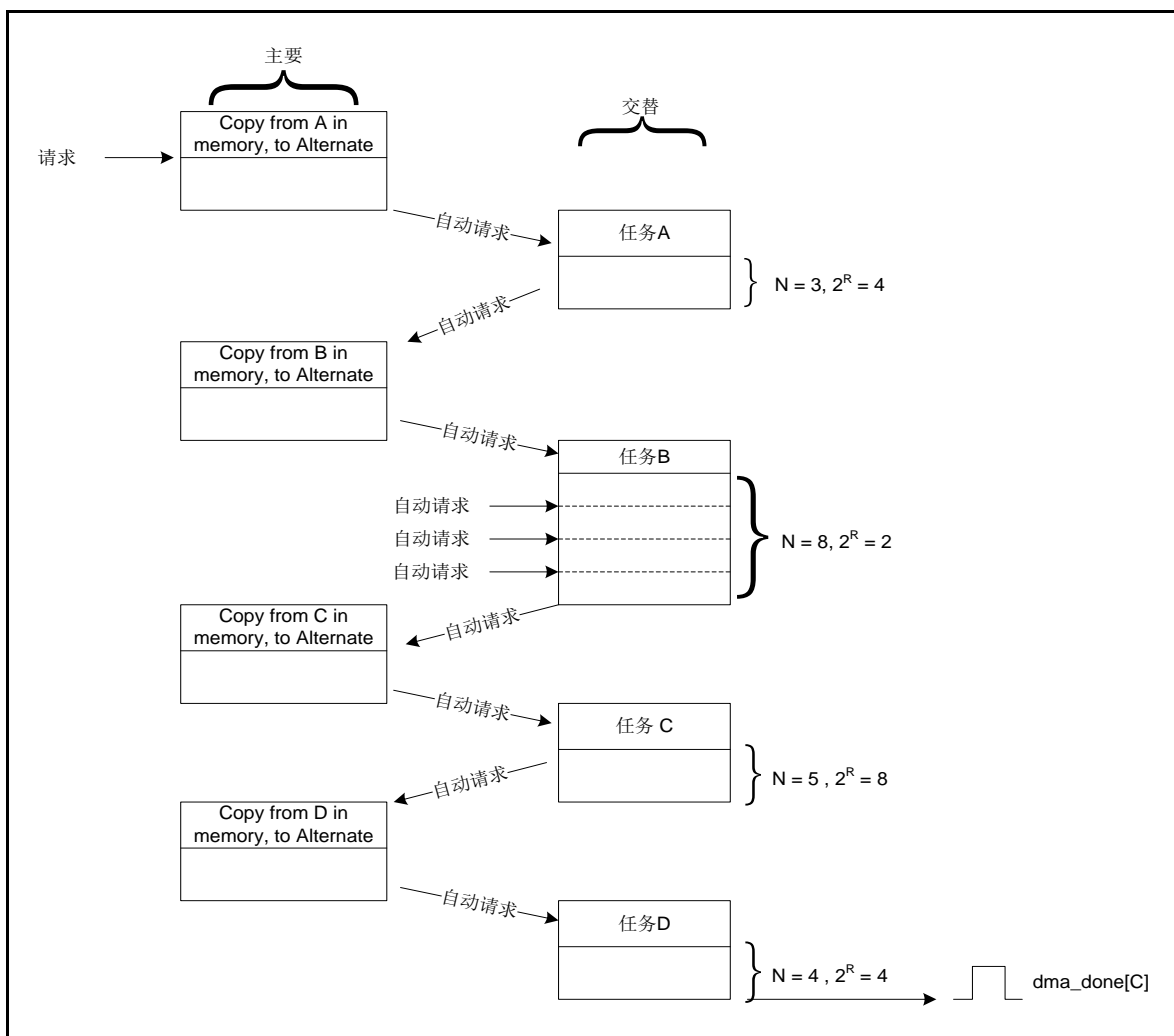 主要
交替
Copy from A in
memory, to Alternate
请求
自动请求
任务A
N = 3, 2^R = 4
自动请求
Copy from B in
memory, to Alternate
自动请求
任务B
自动请求
自动请求
自动请求
N = 8, 2^R = 2
Copy from C in
memory, to Alternate
自动请求
自动请求
任务 C
N = 5 , 2^R = 8
自动请求
Copy from D in
memory, to Alternate
自动请求
任务D
N = 4 , 2^R = 4
dma_done[C]